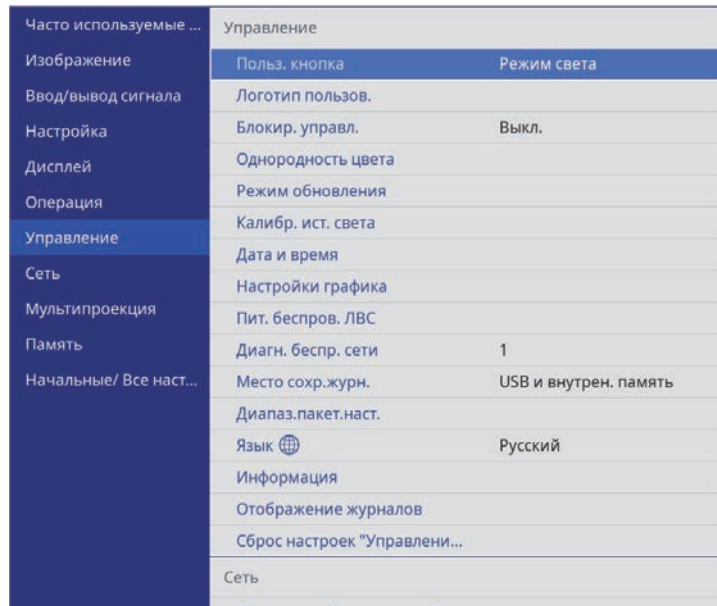 Часто используемые ...
Изображение
Ввод/вывод сигнала
Настройка
Дисплей
Операция
Управление
Сеть
Мультипроекция
Память
Начальные/ Все наст...
Управление
Польз. кнопка Режим света
Логотип пользов.
Блокир. управл. Выкл.
Однородность цвета
Режим обновления
Калибр. ист. света
Дата и время
Настройки графика
Пит. беспров. ЛВС
Диагн. беспр. сети 1
Место сохр.журн. USB и внутрен. память
Диапаз.пакет.наст.
Язык Русский
Информация
Отображение журналов
Сброс настроек "Управлени...
Сеть